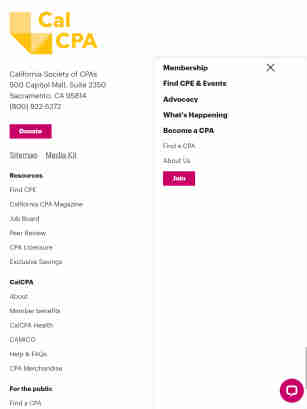 Cal
CPA
California Society of CPAs
500 Capitol Mall, Suite 2350
Sacramento, CA 95814
(800) 922-5272
Donate
Sitemap Media Kit
Resources
Find CPE
California CPA Magazine
Job Board
Peer Review
CPA Licensure
Exclusive Savings
CalCPA
About
Member benefits
CalCPA Health
CAMICO
Help & FAQs
CPA Merchandise
For the public
Find a CPA
Membership
Find CPE & Events
Advocacy
What's Happening
Become a CPA
Find a CPA
About Us
Join